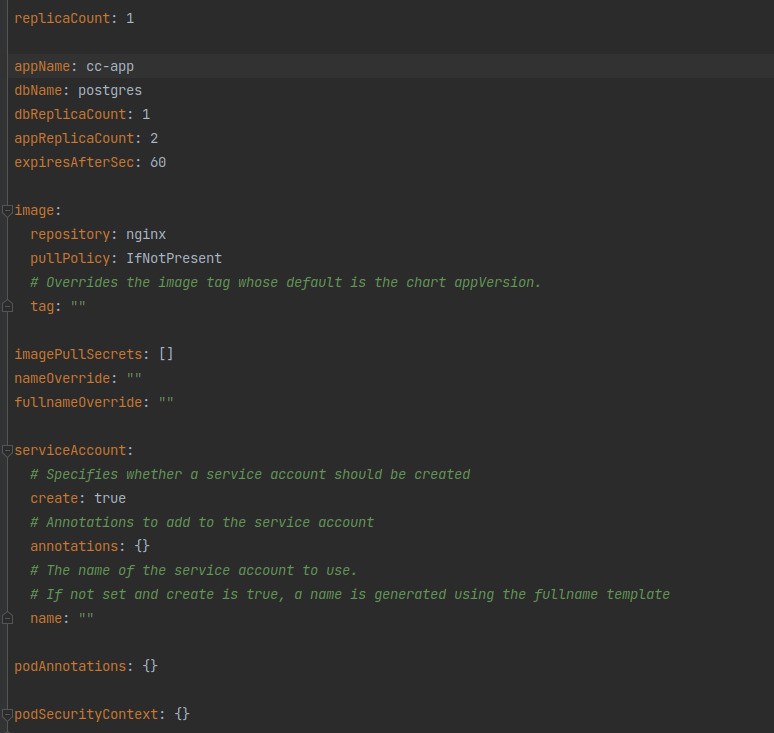 replicaCount: 1
appName: cc-app
dbName: postgres
dbReplicaCount: 1
appReplicaCount: 2
expiresAfterSec: 60
image:
  repository: nginx
  pullPolicy: IfNotPresent
  # Overrides the image tag whose default is the chart appVersion.
  tag: ""
imagePullSecrets: []
nameOverride: ""
fullnameOverride: ""
serviceAccount:
  # Specifies whether a service account should be created
  create: true
  # Annotations to add to the service account
  annotations: {}
  # The name of the service account to use.
  # If not set and create is true, a name is generated using the fullname template
  name: ""
podAnnotations: {}
podSecurityContext: {}